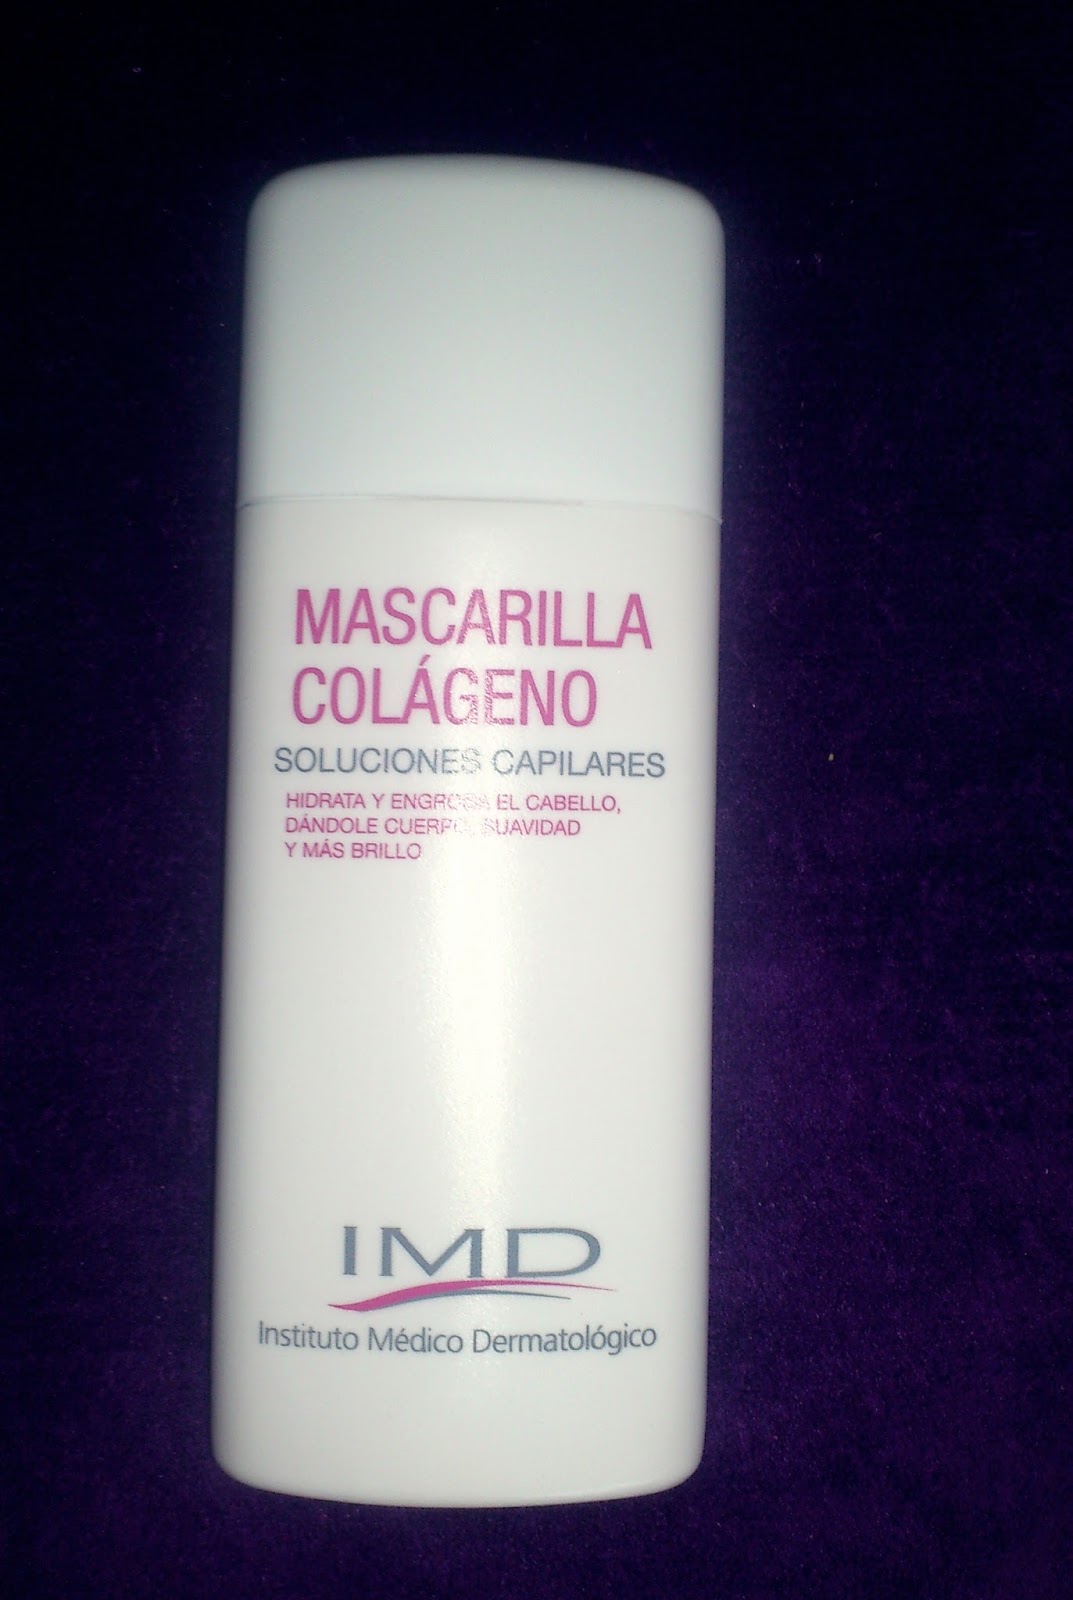 MASCARILLA
COLÁGENO
SOLUCIONES CAPILARES
HIDRATA Y ENGROSA EL CABELLO,
DÁNDOLE CUERPO, SUAVIDAD
Y MÁS BRILLO
IMD
Instituto Médico Dermatológico